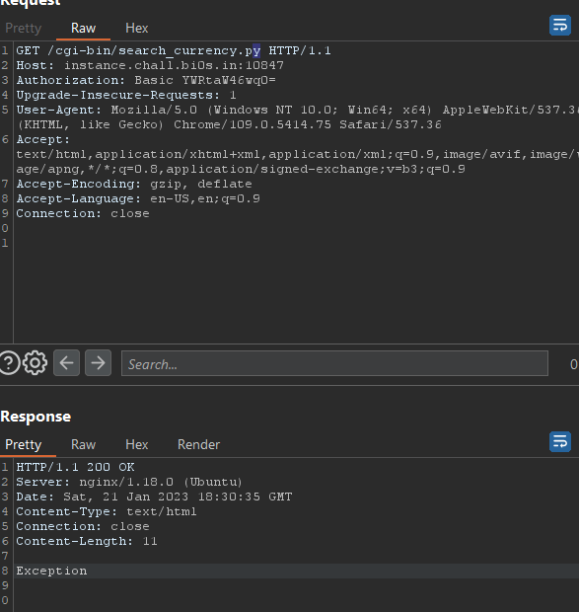 Request
Pretty Raw Hex
1 GET /cgi-bin/search_currency.py HTTP/1.1
2 Host: instance.chall.bi0s.in:10847
3 Authorization: Basic YWRtaW46wqO=
4 Upgrade-Insecure-Requests: 1
5 User-Agent: Mozilla/5.0 (Windows NT 10.0; Win64; x64) AppleWebKit/537.36
(KHTML, like Gecko) Chrome/109.0.5414.75 Safari/537.36
6 Accept:
text/html,application/xhtml+xml,application/xml;q=0.9,image/avif,image/w
age/apng,*/*;q=0.8,application/signed-exchange;v=b3;q=0.9
7 Accept-Encoding: gzip, deflate
8 Accept-Language: en-US,en;q=0.9
9 Connection: close
0
1
Search... 0
Response
Pretty Raw Hex Render
1 HTTP/1.1 200 OK
2 Server: nginx/1.18.0 (Ubuntu)
3 Date: Sat, 21 Jan 2023 18:30:35 GMT
4 Content-Type: text/html
5 Connection: close
6 Content-Length: 11
7
8 Exception
9
0